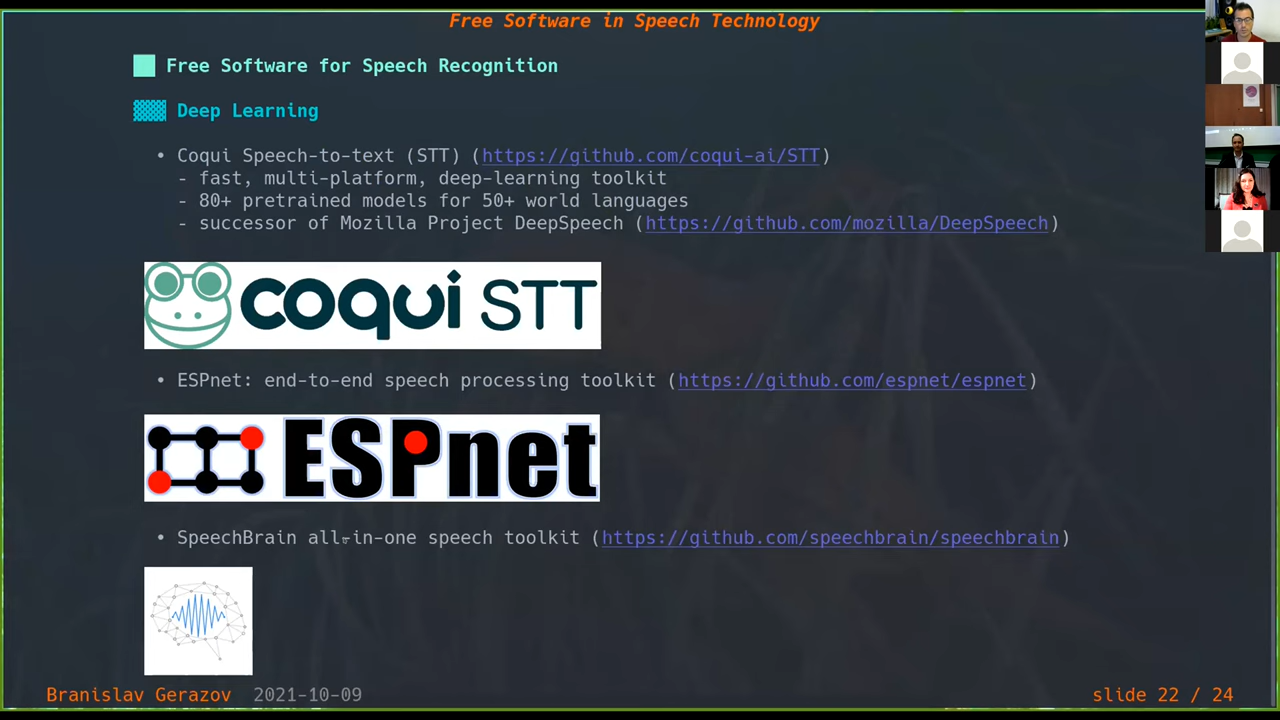 Free Software in Speech Technology
Free Software for Speech Recognition
Deep Learning
• Coqui Speech-to-text (STT) (https://github.com/coqui-ai/STT)
- fast, multi-platform, deep-learning toolkit
- 80+ pretrained models for 50+ world languages
- successor of Mozilla Project DeepSpeech (https://github.com/mozilla/DeepSpeech)
coqui STT
• ESPnet: end-to-end speech processing toolkit (https://github.com/espnet/espnet)
ESPnet
• SpeechBrain all-in-one speech toolkit (https://github.com/speechbrain/speechbrain)
Branislav Gerazov 2021-10-09
slide 22 / 24